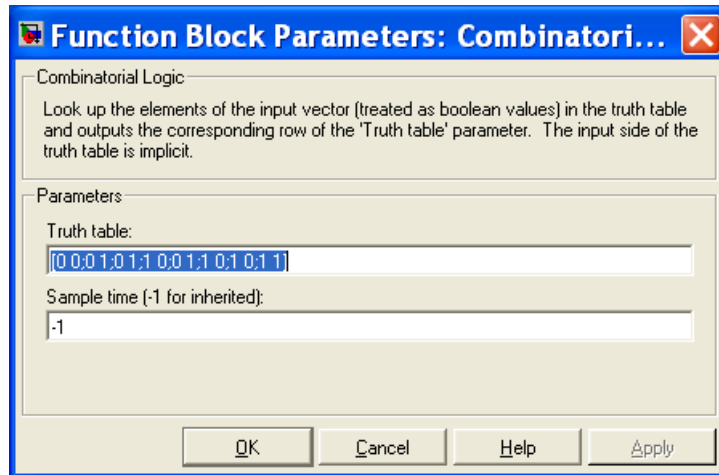 Function Block Parameters: Combinatori...
Combinatorial Logic
Look up the elements of the input vector (treated as boolean values) in the truth table
and outputs the corresponding row of the 'Truth table' parameter. The input side of the
truth table is implicit.
Parameters
Truth table:
[0 0;0 1;0 1;1 0;0 1;1 0;1 0;1 1]
Sample time (-1 for inherited):
-1
OK Cancel Help Apply